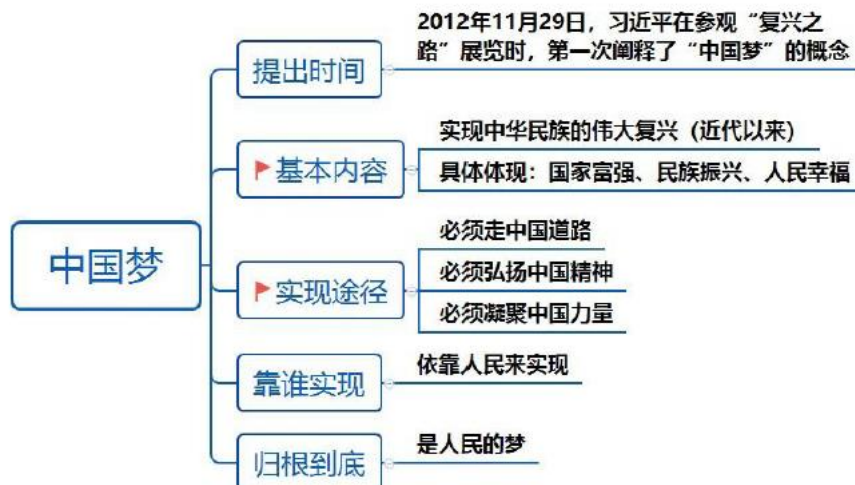 中国梦
提出时间
2012年11月29日，习近平在参观“复兴之
路”展览时，第一次阐释了“中国梦”的概念
基本内容
实现中华民族的伟大复兴（近代以来）
具体体现：国家富强、民族振兴、人民幸福
实现途径
必须走中国道路
必须弘扬中国精神
必须凝聚中国力量
靠谁实现
依靠人民来实现
归根到底
是人民的梦